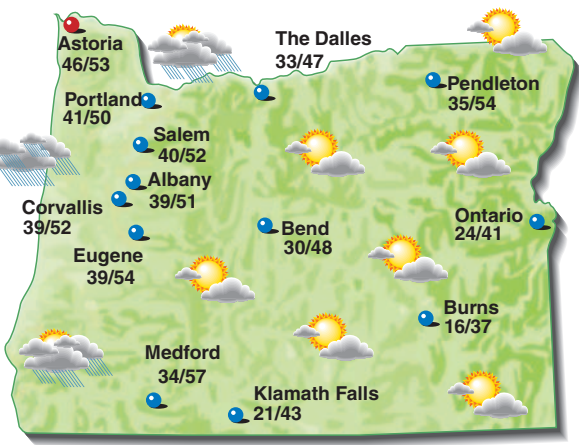 Astoria
46/53
The Dalles
33/47
Pendleton
35/54
Portland
41/50
Salem
40/52
Albany
39/51
Corvallis
39/52
Eugene
39/54
Bend
30/48
Ontario
24/41
Burns
16/37
Medford
34/57
Klamath Falls
21/43